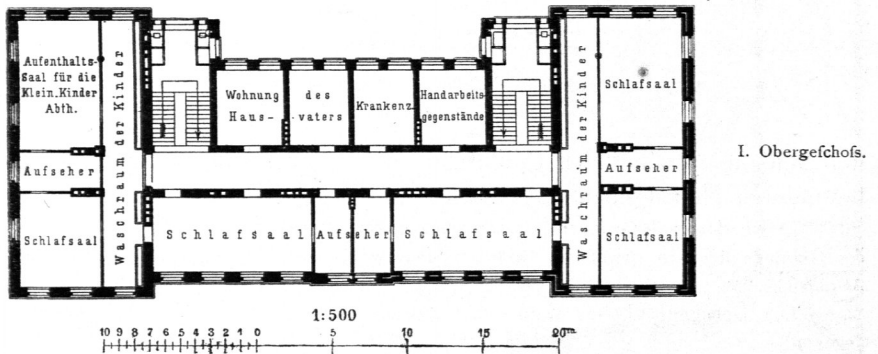 Aufenthalts-
Saal für die
Klein. Kinder
Abth.
Waschraum der Kinder
Aufseher
Schlafsaal
Wohnung
Haus-
des
vaters
Krankenz.
Handarbeits-
gegenstände
Schlafsaal
Aufseher
Schlafsaal
Waschraum der Kinder
Schlafsaal
Aufseher
Schlafsaal
I. Obergeſchoſs.
1:500
10 9 8 7 6 5 4 3 2 1 0 5 10 15 20 m.